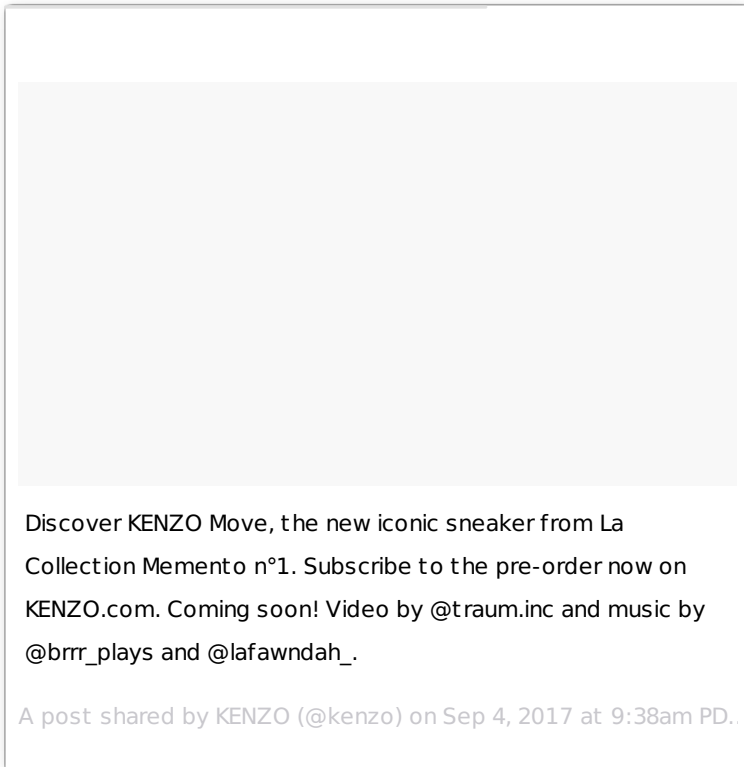 Discover KENZO Move, the new iconic sneaker from La
Collection Memento n°1. Subscribe to the pre-order now on
KENZO.com. Coming soon! Video by @traum.inc and music by
@brrr_plays and @lafawndah_.
A post shared by KENZO (@kenzo) on Sep 4, 2017 at 9:38am PD..